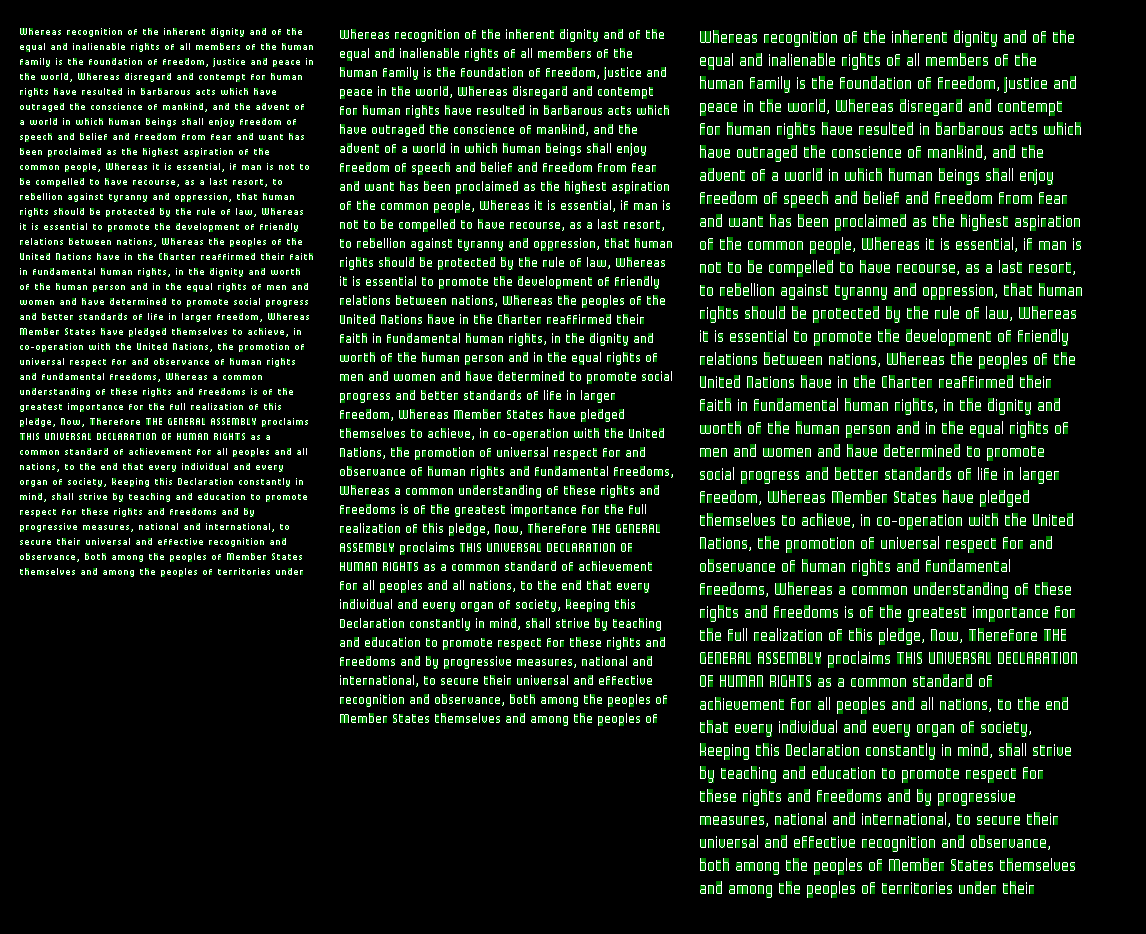 Whereas recognition of the inherent dignity and of the
equal and inalienable rights of all members of the human
family is the foundation of freedom, justice and peace in
the world, Whereas disregard and contempt for human
rights have resulted in barbarous acts which have
outraged the conscience of mankind, and the advent of
a world in which human beings shall enjoy freedom of
speech and belief and freedom from fear and want has
been proclaimed as the highest aspiration of the
common people, Whereas it is essential, if man is not to
be compelled to have recourse, as a last resort, to
rebellion against tyranny and oppression, that human
rights should be protected by the rule of law, Whereas
it is essential to promote the development of friendly
relations between nations, Whereas the peoples of the
United Nations have in the Charter reaffirmed their faith
in fundamental human rights, in the dignity and worth
of the human person and in the equal rights of men and
women and have determined to promote social progress
and better standards of life in larger freedom, Whereas
Member States have pledged themselves to achieve, in
co-operation with the United Nations, the promotion of
universal respect for and observance of human rights
and fundamental freedoms, Whereas a common
understanding of these rights and freedoms is of the
greatest importance for the full realization of this
pledge, Now, Therefore THE GENERAL ASSEMBLY proclaims
THIS UNIVERSAL DECLARATION OF HUMAN RIGHTS as a
common standard of achievement for all peoples and all
nations, to the end that every individual and every
organ of society, keeping this Declaration constantly in
mind, shall strive by teaching and education to promote
respect for these rights and freedoms and by
progressive measures, national and international, to
secure their universal and effective recognition and
observance, both among the peoples of Member States
themselves and among the peoples of territories under
Whereas recognition of the inherent dignity and of the
equal and inalienable rights of all members of the
human family is the foundation of freedom, justice and
peace in the world, Whereas disregard and contempt
for human rights have resulted in barbarous acts which
have outraged the conscience of mankind, and the
advent of a world in which human beings shall enjoy
freedom of speech and belief and freedom from fear
and want has been proclaimed as the highest aspiration
of the common people, Whereas it is essential, if man is
not to be compelled to have recourse, as a last resort,
to rebellion against tyranny and oppression, that human
rights should be protected by the rule of law, Whereas
it is essential to promote the development of friendly
relations between nations, Whereas the peoples of the
United Nations have in the Charter reaffirmed their
faith in fundamental human rights, in the dignity and
worth of the human person and in the equal rights of
men and women and have determined to promote social
progress and better standards of life in larger
freedom, Whereas Member States have pledged
themselves to achieve, in co-operation with the United
Nations, the promotion of universal respect for and
observance of human rights and fundamental freedoms,
Whereas a common understanding of these rights and
freedoms is of the greatest importance for the full
realization of this pledge, Now, Therefore THE GENERAL
ASSEMBLY proclaims THIS UNIVERSAL DECLARATION OF
HUMAN RIGHTS as a common standard of achievement
for all peoples and all nations, to the end that every
individual and every organ of society, keeping this
Declaration constantly in mind, shall strive by teaching
and education to promote respect for these rights and
freedoms and by progressive measures, national and
international, to secure their universal and effective
recognition and observance, both among the peoples of
Member States themselves and among the peoples of
Whereas recognition of the inherent dignity and of the
equal and inalienable rights of all members of the
human family is the foundation of freedom, justice and
peace in the world, Whereas disregard and contempt
for human rights have resulted in barbarous acts which
have outraged the conscience of mankind, and the
advent of a world in which human beings shall enjoy
freedom of speech and belief and freedom from fear
and want has been proclaimed as the highest aspiration
of the common people, Whereas it is essential, if man is
not to be compelled to have recourse, as a last resort,
to rebellion against tyranny and oppression, that human
rights should be protected by the rule of law, Whereas
it is essential to promote the development of friendly
relations between nations, Whereas the peoples of the
United Nations have in the Charter reaffirmed their
faith in fundamental human rights, in the dignity and
worth of the human person and in the equal rights of
men and women and have determined to promote
social progress and better standards of life in larger
freedom, Whereas Member States have pledged
themselves to achieve, in co-operation with the United
Nations, the promotion of universal respect for and
observance of human rights and fundamental
freedoms, Whereas a common understanding of these
rights and freedoms is of the greatest importance for
the full realization of this pledge, Now, Therefore THE
GENERAL ASSEMBLY proclaims THIS UNIVERSAL DECLARATION
OF HUMAN RIGHTS as a common standard of
achievement for all peoples and all nations, to the end
that every individual and every organ of society,
keeping this Declaration constantly in mind, shall strive
by teaching and education to promote respect for
these rights and freedoms and by progressive
measures, national and international, to secure their
universal and effective recognition and observance,
both among the peoples of Member States themselves
and among the peoples of territories under their